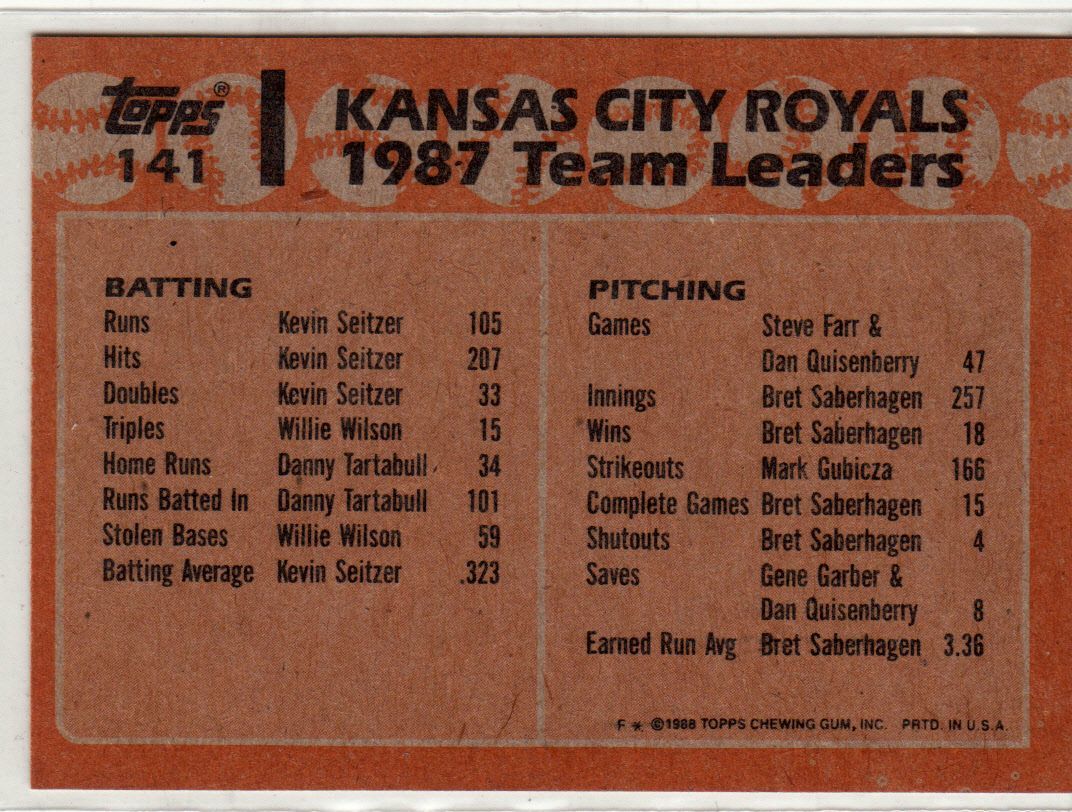 TOPPS®
141
KANSAS CITY ROYALS
1987 Team Leaders
BATTING
Runs Kevin Seitzer 105
Hits Kevin Seitzer 207
Doubles Kevin Seitzer 33
Triples Willie Wilson 15
Home Runs Danny Tartabull 34
Runs Batted In Danny Tartabull 101
Stolen Bases Willie Wilson 59
Batting Average Kevin Seitzer .323
PITCHING
Games Steve Farr &
Dan Quisenberry 47
Innings Bret Saberhagen 257
Wins Bret Saberhagen 18
Strikeouts Mark Gubicza 166
Complete Games Bret Saberhagen 15
Shutouts Bret Saberhagen 4
Saves Gene Garber &
Dan Quisenberry 8
Earned Run Avg Bret Saberhagen 3.36
F * ©1988 TOPPS CHEWING GUM, INC. PRTD. IN U.S.A.